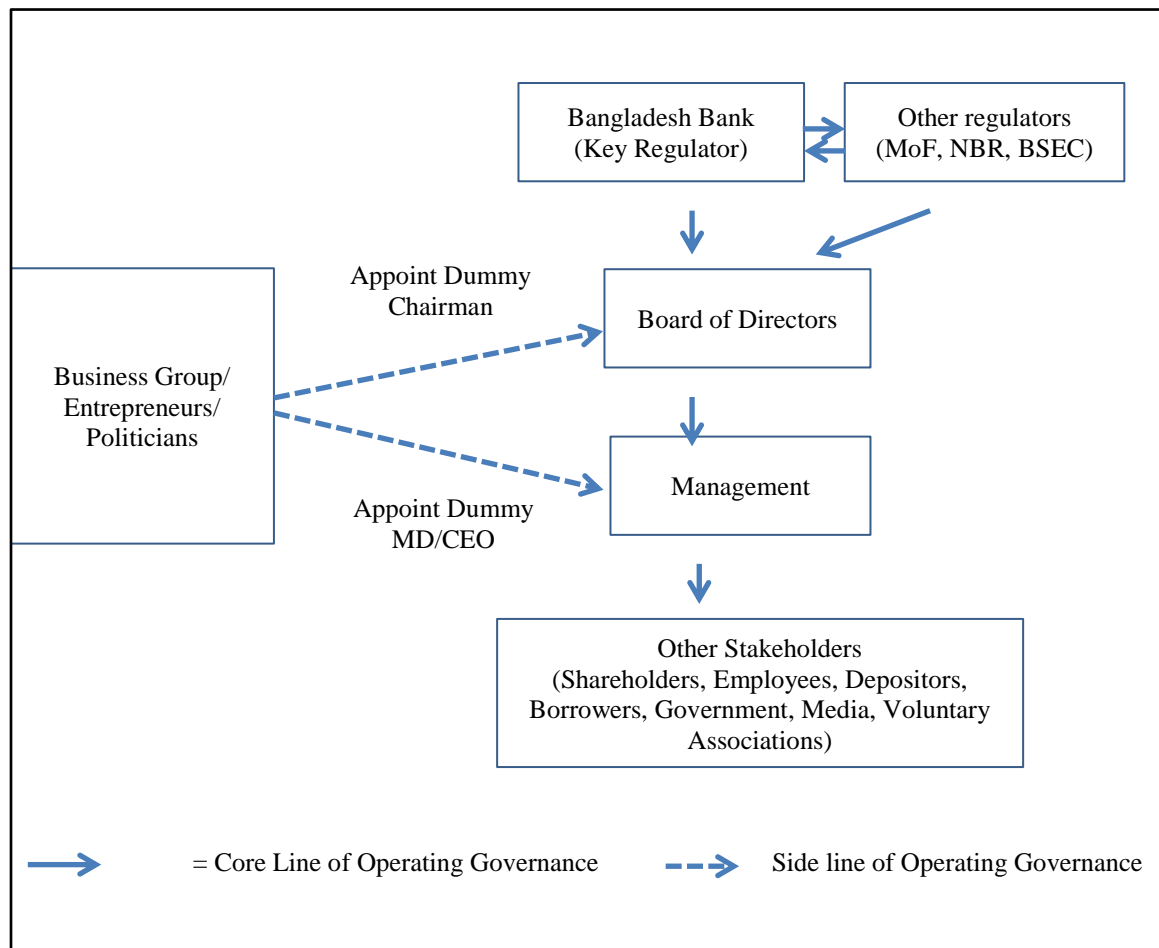 Bangladesh Bank
(Key Regulator)
Other regulators
(MoF, NBR, BSEC)
Appoint Dummy
Chairman
Board of Directors
Business Group/
Entrepreneurs/
Politicians
Management
Appoint Dummy
MD/CEO
Other Stakeholders
(Shareholders, Employees, Depositors,
Borrowers, Government, Media, Voluntary
Associations)
= Core Line of Operating Governance
Side line of Operating Governance